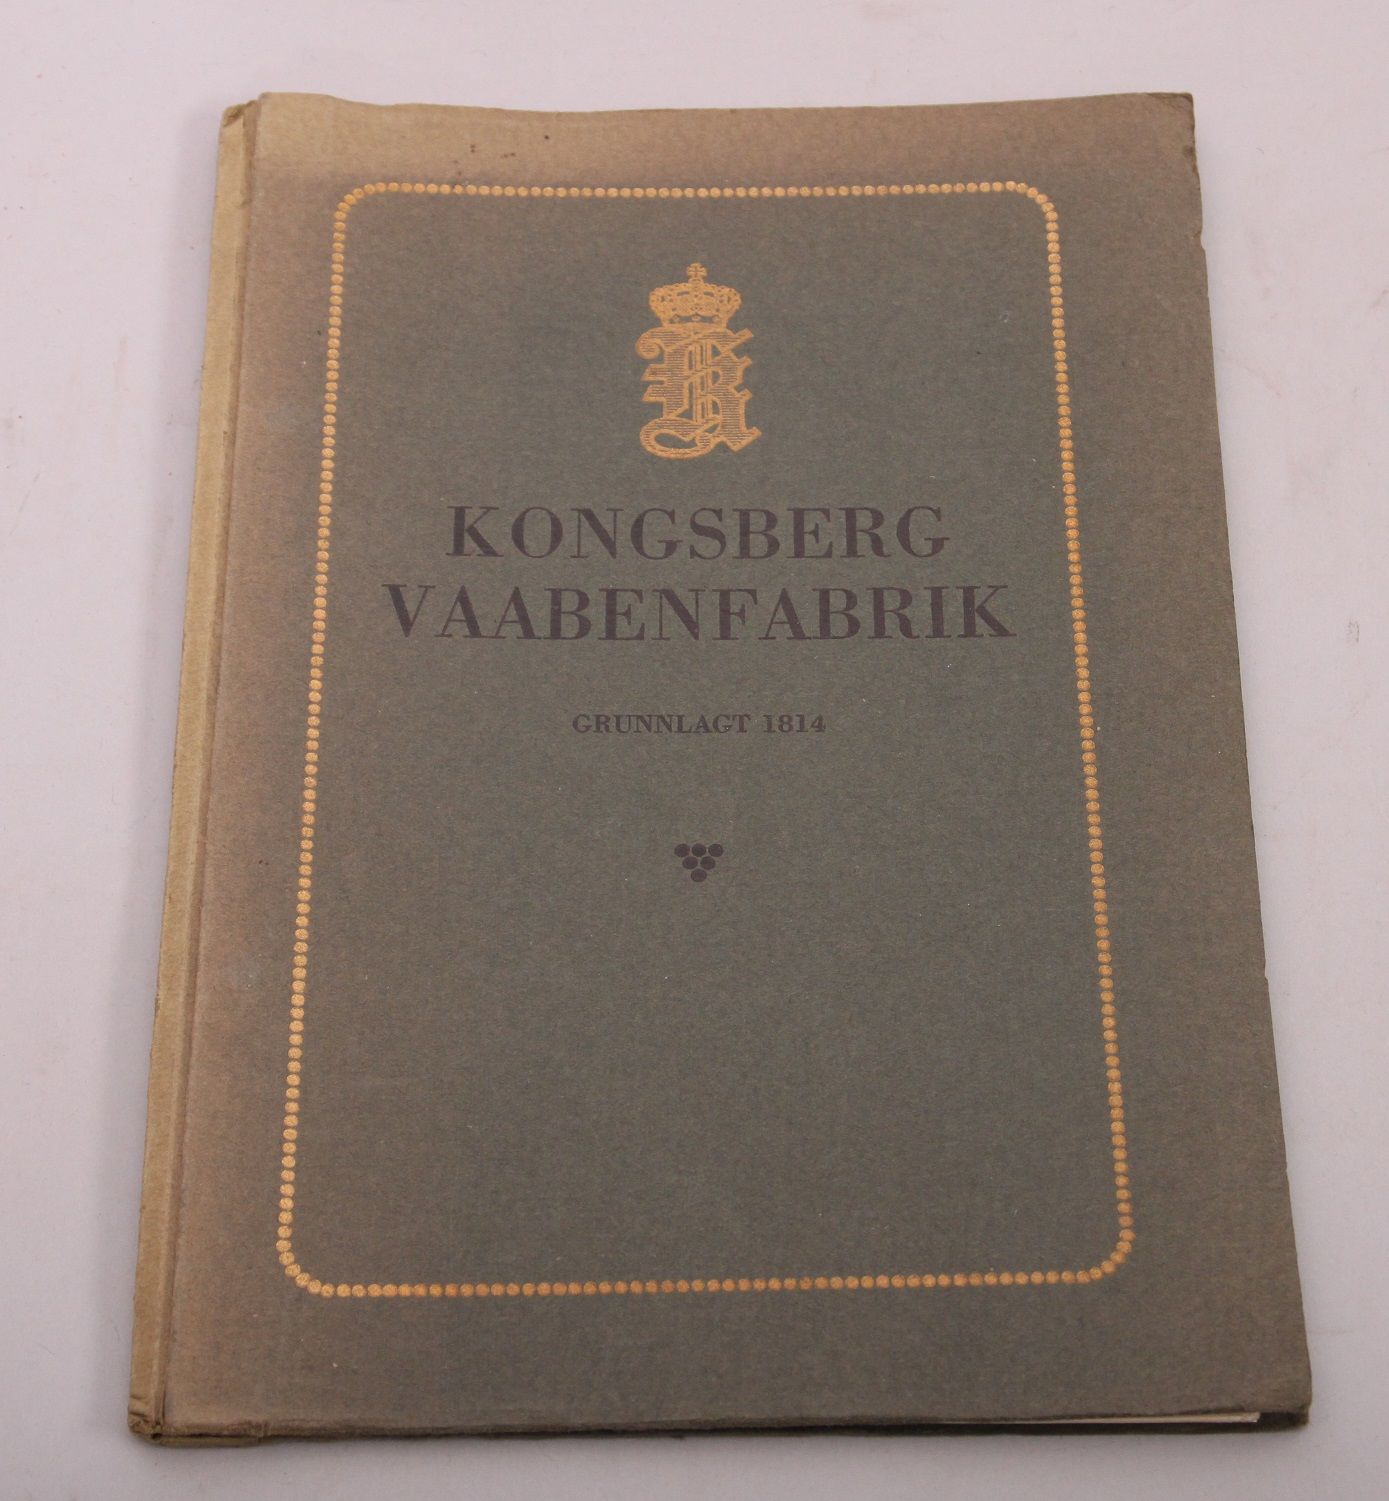 K
KONGSBERG
VAABENFABRIK
GRUNNLAGT 1814